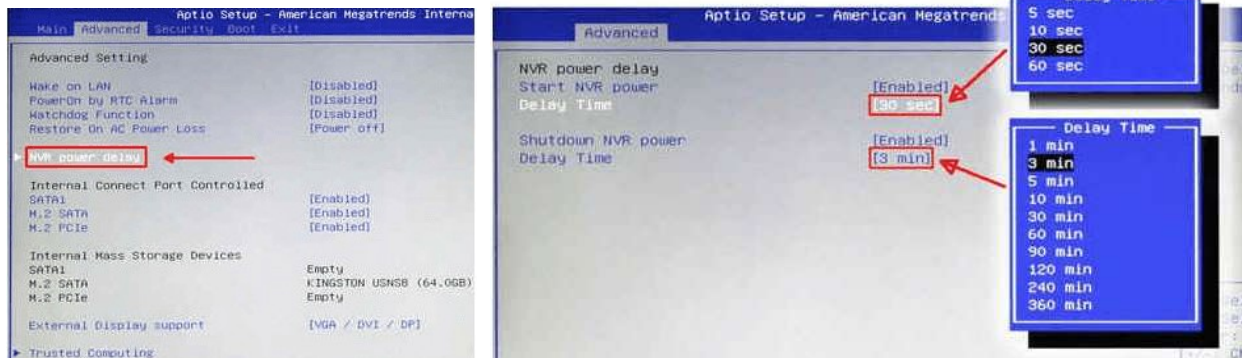 Aptio Setup - American Megatrends Interna
Main Advanced Security Boot Exit
Advanced Setting
Wake on LAN [Disabled]
PowerOn by RTC Alarm [Disabled]
Watchdog Function [Disabled]
Restore On AC Power Loss [Power off]
NVR power delay
Internal Connect Port Controlled
SATA1 [Enabled]
M.2 SATA [Enabled]
M.2 PCIe [Enabled]
Internal Mass Storage Devices
SATA1 Empty
M.2 SATA KINGSTON USNS8 (64.0GB)
M.2 PCIe Empty
External Display support [VGA / DVI / DP]
Trusted Computing
Aptio Setup - American Megatrends
Advanced
NVR power delay
Start NVR power [Enabled]
Delay Time [30 sec]
Shutdown NVR power [Enabled]
Delay Time [3 min]
5 sec
10 sec
30 sec
60 sec
Delay Time
1 min
3 min
5 min
10 min
30 min
60 min
90 min
120 min
240 min
360 min